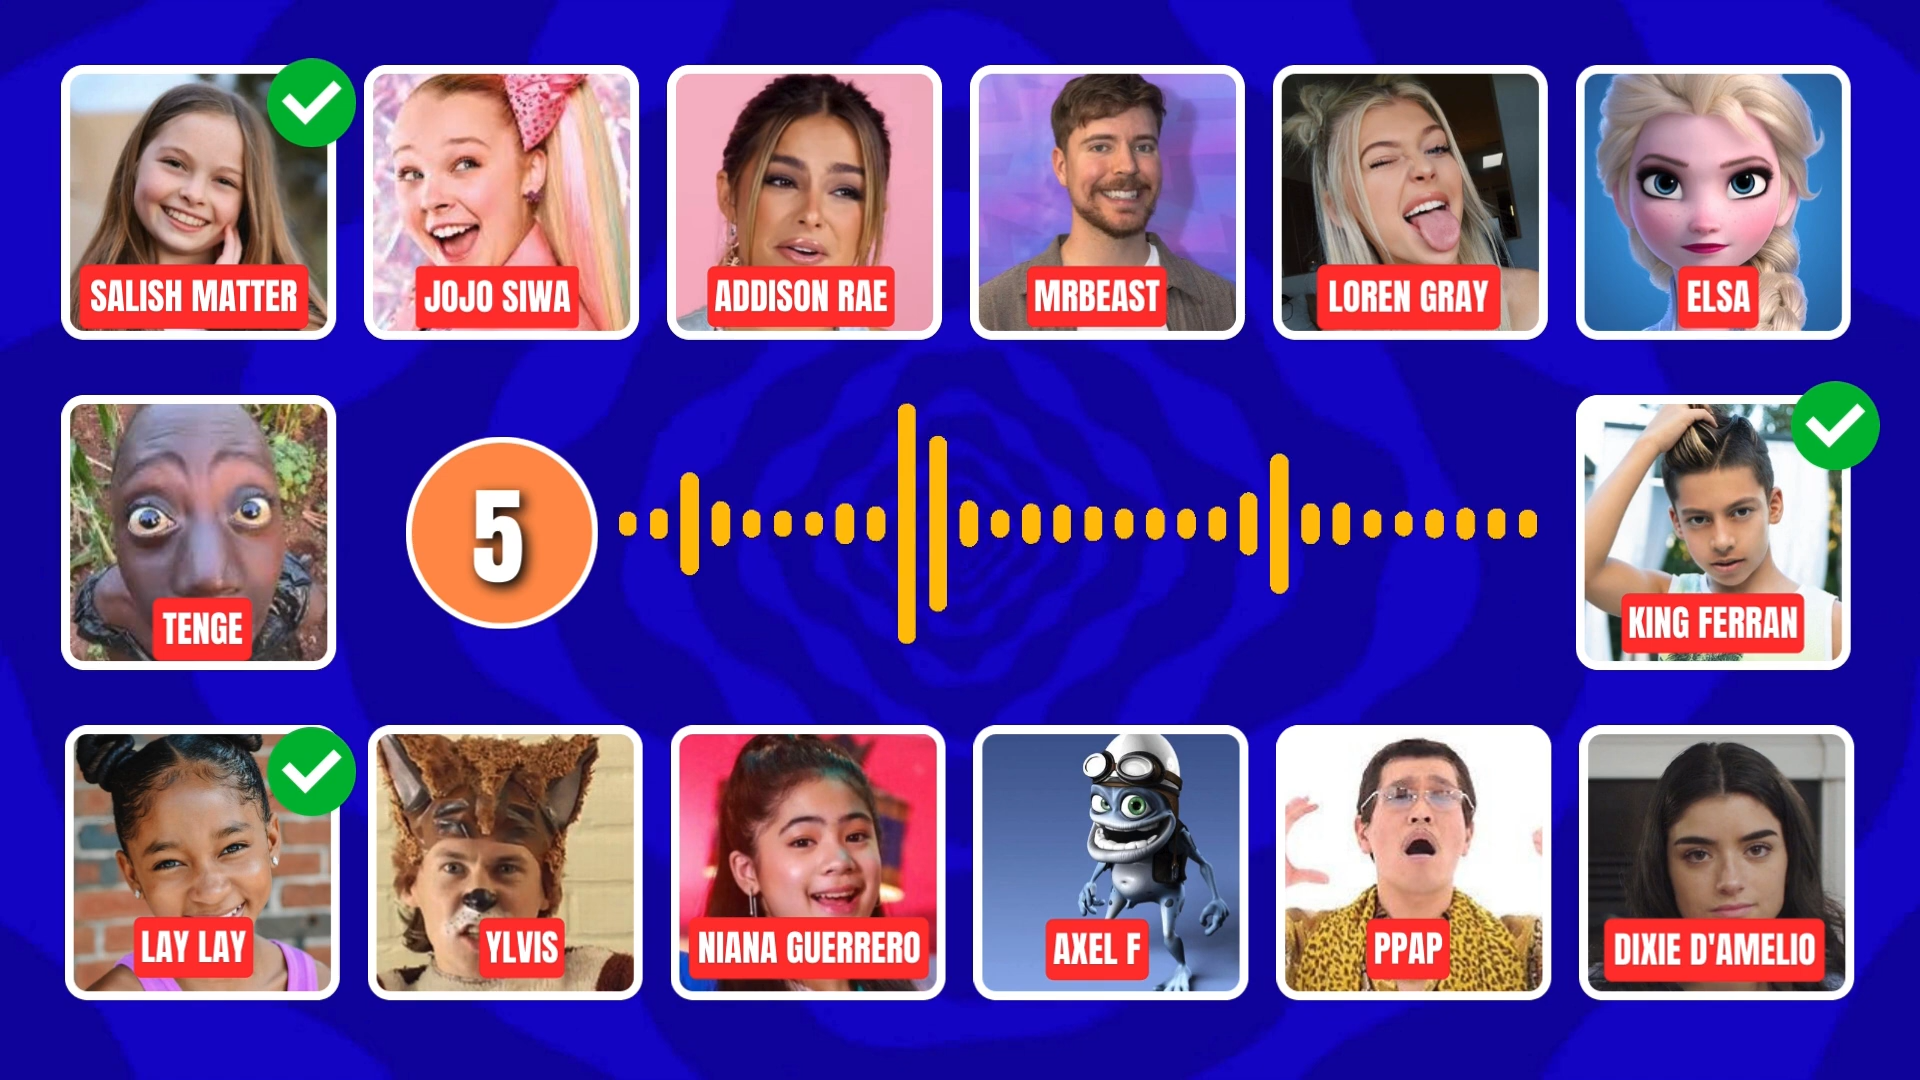 SALISH MATTER
JOJO SIWA
ADDISON RAE
MRBEAST
LOREN GRAY
ELSA
TENGE
5
KING FERRAN
LAY LAY
YLVIS
NIANA GUERRERO
AXEL F
PPAP
DIXIE D'AMELIO